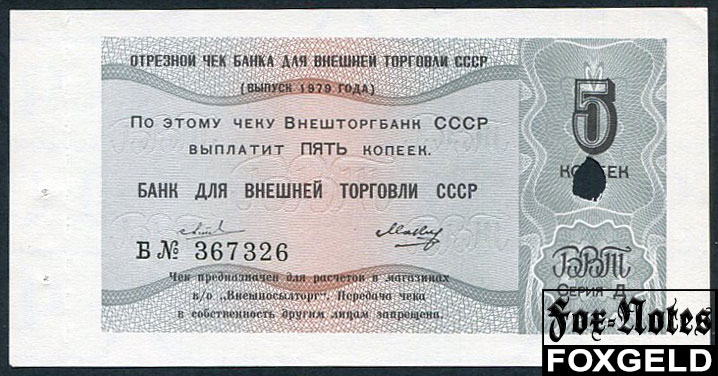 ОТРЕЗНОЙ ЧЕК БАНКА ДЛЯ ВНЕШНЕЙ ТОРГОВЛИ СССР
(ВЫПУСК 1979 ГОДА)
ПО ЭТОМУ ЧЕКУ ВНЕШТОРГБАНК СССР
ВЫПЛАТИТ ПЯТЬ КОПЕЕК.
БАНК ДЛЯ ВНЕШНЕЙ ТОРГОВЛИ СССР
Б № 367326
Чек предназначен для расчетов в магазинах
в/о „Внешпосылторг". Передача чека
в собственность другим лицам запрещена.
5
КОПЕЕК
БВТ
СЕРИЯ Д
Fox-Notes
FOXGELD